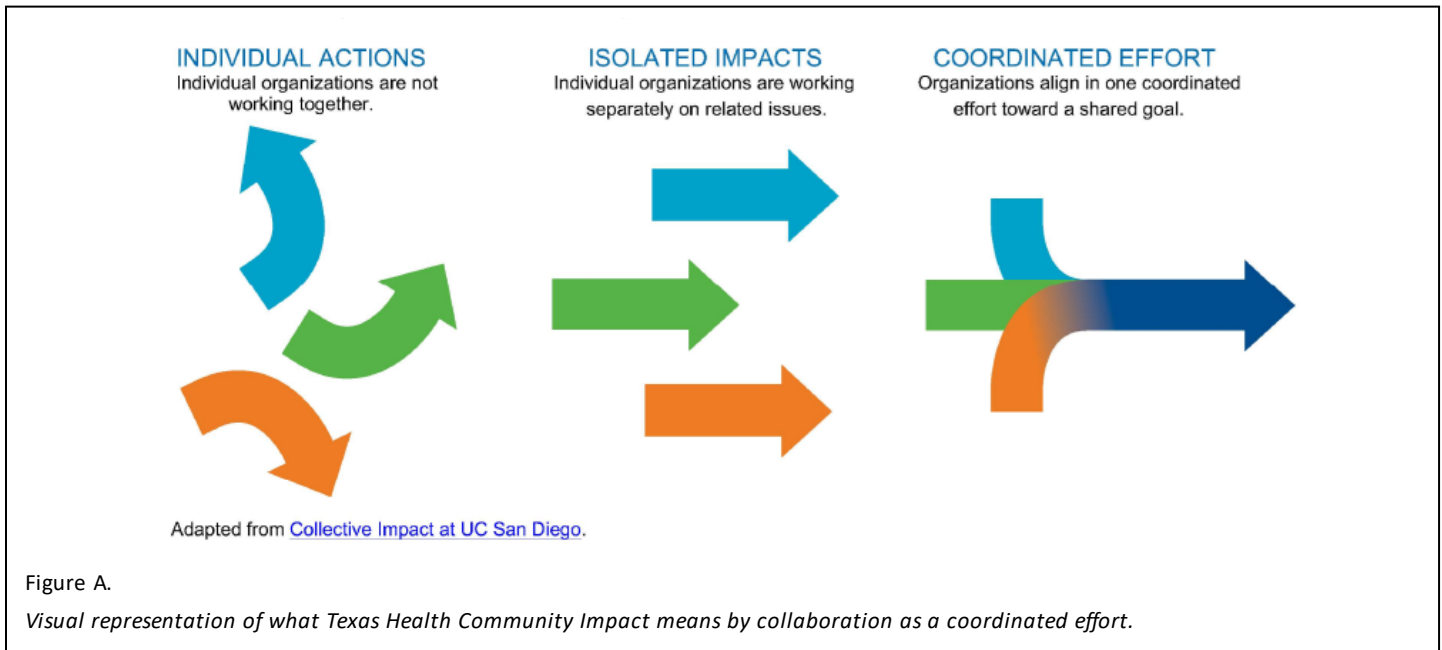 INDIVIDUAL ACTIONS
Individual organizations are not
working together.
ISOLATED IMPACTS
Individual organizations are working
separately on related issues.
COORDINATED EFFORT
Organizations align in one coordinated
effort toward a shared goal.
Adapted from Collective Impact at UC San Diego.
Figure A.
Visual representation of what Texas Health Community Impact means by collaboration as a coordinated effort.